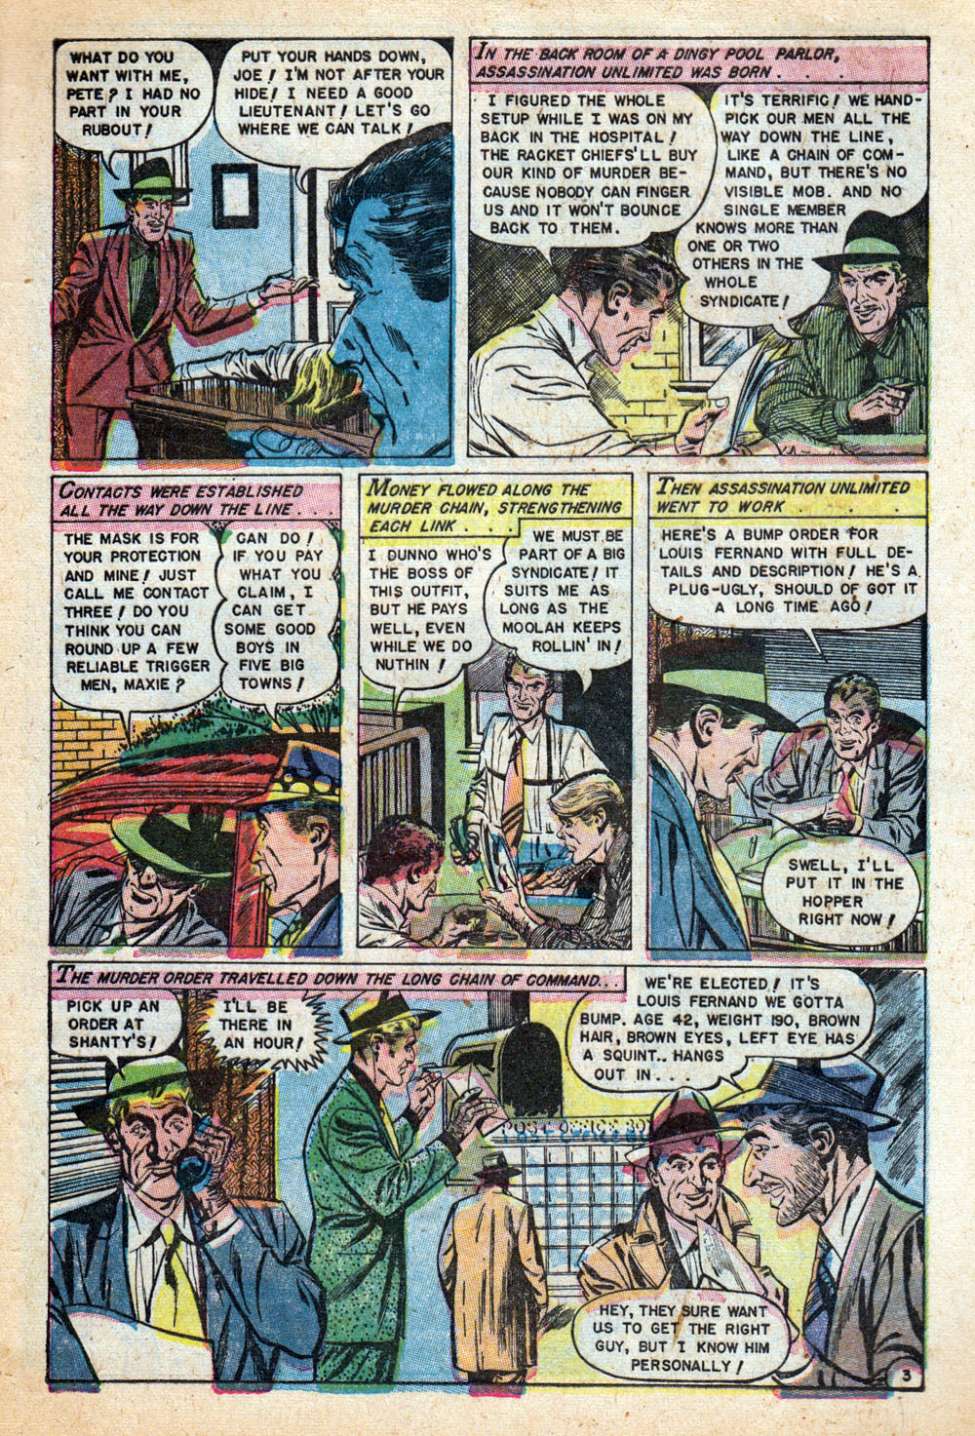 WHAT DO YOU
WANT WITH ME,
PETE? I HAD NO
PART IN YOUR
RUBOUT!
PUT YOUR HANDS DOWN,
JOE! I'M NOT AFTER YOUR
HIDE! I NEED A GOOD
LIEUTENANT! LET'S GO
WHERE WE CAN TALK!
IN THE BACK ROOM OF A DINGY POOL PARLOR,
ASSASSINATION UNLIMITED WAS BORN . . . .
I FIGURED THE WHOLE
SETUP WHILE I WAS ON MY
BACK IN THE HOSPITAL!
THE RACKET CHIEFS'LL BUY
OUR KIND OF MURDER BE-
CAUSE NOBODY CAN FINGER
US AND IT WON'T BOUNCE
BACK TO THEM.
IT'S TERRIFIC! WE HAND-
PICK OUR MEN ALL THE
WAY DOWN THE LINE,
LIKE A CHAIN OF COM-
MAND, BUT THERE'S NO
VISIBLE MOB. AND NO
SINGLE MEMBER
KNOWS MORE THAN
ONE OR TWO
OTHERS IN THE
WHOLE
SYNDICATE!
CONTACTS WERE ESTABLISHED
ALL THE WAY DOWN THE LINE . . .
THE MASK IS FOR
YOUR PROTECTION
AND MINE! JUST
CALL ME CONTACT
THREE! DO YOU
THINK YOU CAN
ROUND UP A FEW
RELIABLE TRIGGER
MEN, MAXIE?
CAN DO!
IF YOU PAY
WHAT YOU
CLAIM, I
CAN GET
SOME GOOD
BOYS IN
FIVE BIG
TOWNS!
MONEY FLOWED ALONG THE
MURDER CHAIN, STRENGTHENING
EACH LINK . . .
I DUNNO WHO'S
THE BOSS OF
THIS OUTFIT,
BUT HE PAYS
WELL, EVEN
WHILE WE DO
NUTHIN!
WE MUST BE
PART OF A BIG
SYNDICATE! IT
SUITS ME AS
LONG AS THE
MOOLAH KEEPS
ROLLIN' IN!
THEN ASSASSINATION UNLIMITED
WENT TO WORK . . . .
HERE'S A BUMP ORDER FOR
LOUIS FERNAND WITH FULL DE-
TAILS AND DESCRIPTION! HE'S A
PLUG-UGLY, SHOULD OF GOT IT
A LONG TIME AGO!
SWELL, I'LL
PUT IT IN THE
HOPPER
RIGHT NOW!
THE MURDER ORDER TRAVELLED DOWN THE LONG CHAIN OF COMMAND...
PICK UP AN
ORDER AT
SHANTY'S!
I'LL BE
THERE IN
AN HOUR!
WE'RE ELECTED! IT'S
LOUIS FERNAND WE GOTTA
BUMP. AGE 42, WEIGHT 190, BROWN
HAIR, BROWN EYES, LEFT EYE HAS
A SQUINT.. HANGS
OUT IN . . .
HEY, THEY SURE WANT
US TO GET THE RIGHT
GUY, BUT I KNOW HIM
PERSONALLY!
3